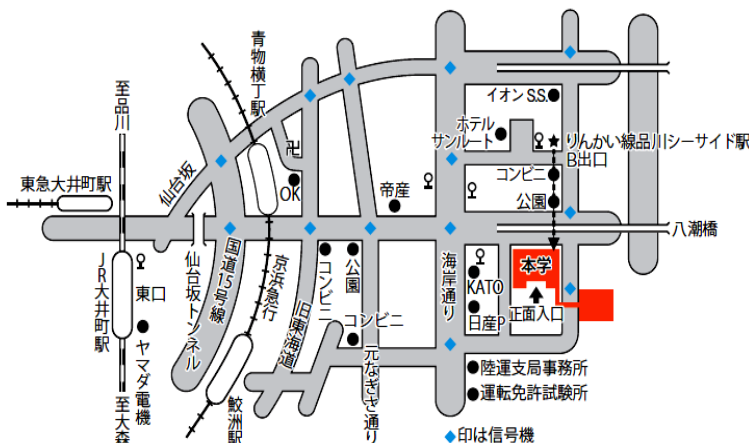 至品川
青物横丁駅
イオンS.S.
ホテル
サンルート
りんかい線品川シーサイド駅
B出口
卍
仙台坂
OK
東急大井町駅
帝産
コンビニ
公園
八潮橋
JR大井町駅
東口
ヤマダ電機
至大森
仙台坂トンネル
国道15号線
京浜急行
鮫洲駅
旧東海道
コンビニ
公園
コンビニ
元なぎさ通り
海岸通り
KATO
日産P
本学
正面入口
陸運支局事務所
運転免許試験所
印は信号機